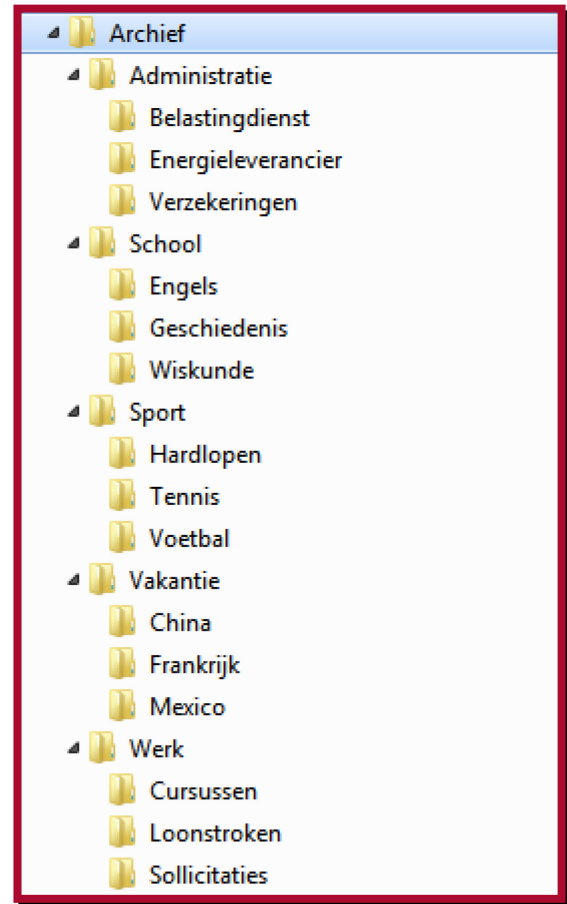 Archief
Administratie
Belastingdienst
Energieleverancier
Verzekeringen
School
Engels
Geschiedenis
Wiskunde
Sport
Hardlopen
Tennis
Voetbal
Vakantie
China
Frankrijk
Mexico
Werk
Cursussen
Loonstroken
Sollicitaties